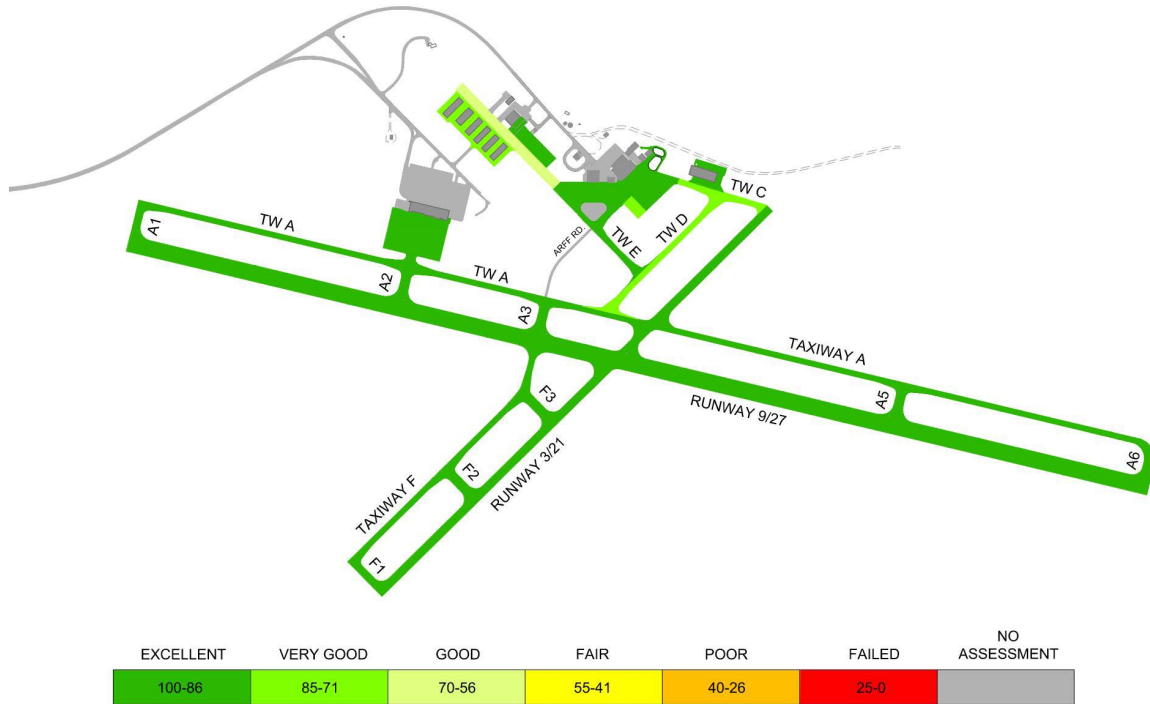 TW C
A1
TW A
TW D
TW E
ARFF RD.
A2
TW A
A3
TAXIWAY A
F3
A5
RUNWAY 9/27
F2
RUNWAY 3/21
A6
TAXIWAY F
F1
EXCELLENT VERY GOOD GOOD FAIR POOR FAILED NO ASSESSMENT
100-86 85-71 70-56 55-41 40-26 25-0